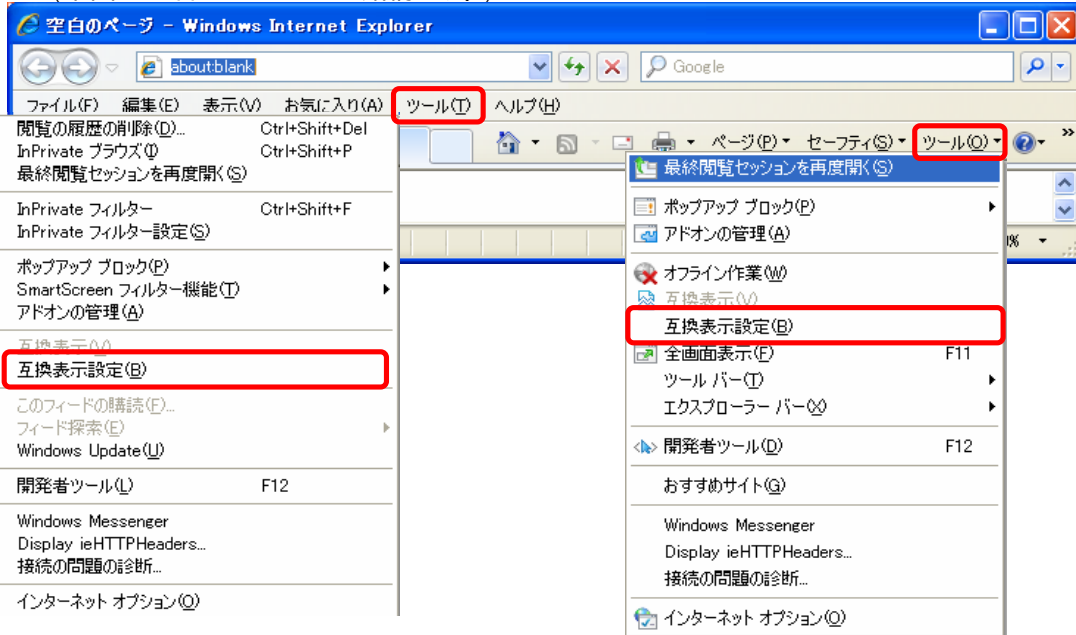 空白のページ - Windows Internet Explorer
about:blank
Google
ファイル(F) 編集(E) 表示(V) お気に入り(A) ツール(T) ヘルプ(H)
ページ(P) セーフティ(S) ツール(O)
閲覧の履歴の削除(D)... Ctrl+Shift+Del
InPrivate ブラウズ(I) Ctrl+Shift+P
最終閲覧セッションを再度開く(S)
InPrivate フィルター Ctrl+Shift+F
InPrivate フィルター設定(S)
ポップアップ ブロック(P)
SmartScreen フィルター機能(T)
アドオンの管理(A)
互換表示(V)
互換表示設定(B)
このフィードの購読(F)...
フィード探索(E)
Windows Update(U)
開発者ツール(L) F12
Windows Messenger
Display ieHTTPHeaders...
接続の問題の診断...
インターネット オプション(O)
最終閲覧セッションを再度開く(S)
ポップアップ ブロック(P)
アドオンの管理(A)
オフライン作業(W)
互換表示(V)
互換表示設定(B)
全画面表示(F) F11
ツール バー(T)
エクスプローラー バー(X)
開発者ツール(D) F12
おすすめサイト(G)
Windows Messenger
Display ieHTTPHeaders...
接続の問題の診断...
インターネット オプション(O)